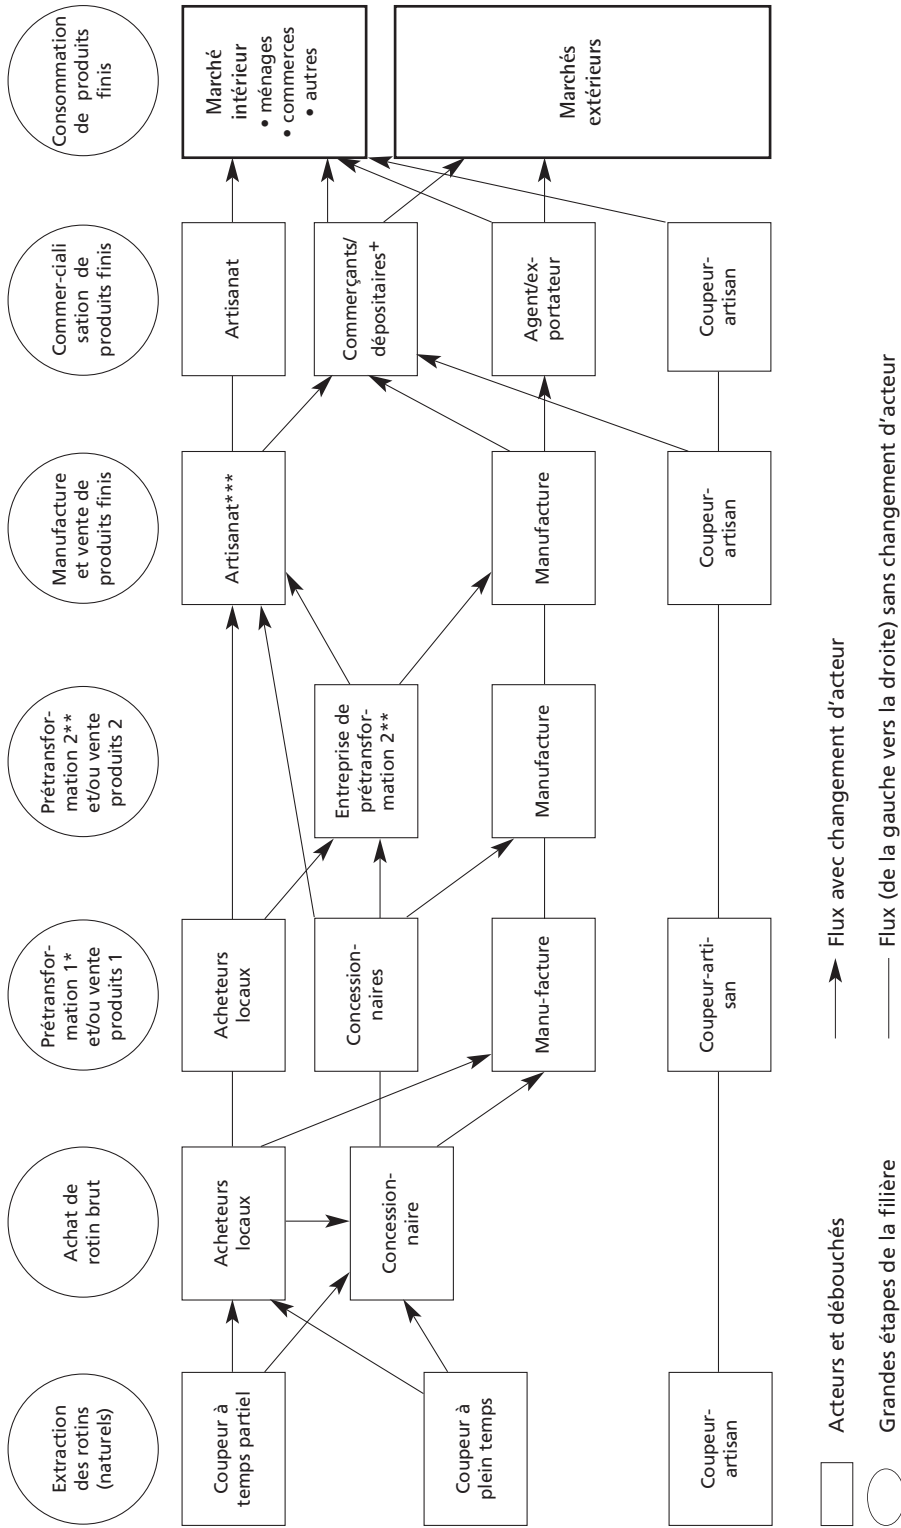 Extraction
des rotins
(naturels)
Achat de
rotin brut
Prétransfor-
mation 1*
et/ou vente
produits 1
Prétransfor-
mation 2**
et/ou vente
produits 2
Manufacture
et vente de
produits finis
Commer-ciali
sation de
produits finis
Consommation
de produits
finis
Coupeur à
temps partiel
Acheteurs
locaux
Acheteurs
locaux
Artisanat***
Artisanat
Marché
intérieur
• ménages
• commerces
• autres
Concession-
naire
Concession-
naires
Entreprise de
prétransfor-
mation 2**
Commerçants/
dépositaires+
Coupeur à
plein temps
Manu-facture
Manufacture
Manufacture
Agent/ex-
portateur
Marchés
extérieurs
Coupeur-
artisan
Coupeur-arti-
san
Coupeur-
artisan
Coupeur-
artisan
Acteurs et débouchés
Flux avec changement d'acteur
Grandes étapes de la filière
Flux (de la gauche vers la droite) sans changement d'acteur